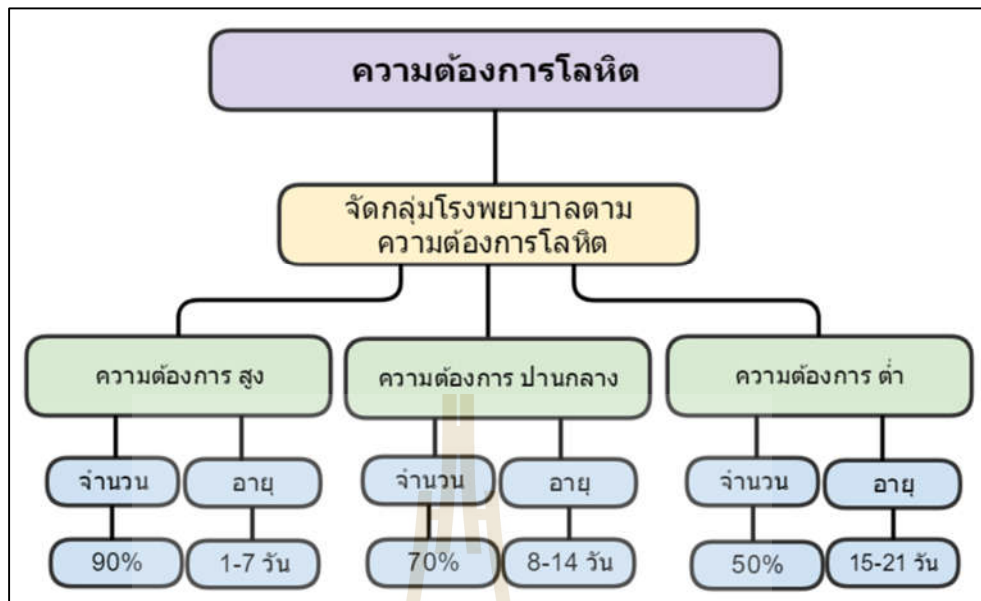 ความต้องการโลหิต
จัดกลุ่มโรงพยาบาลตาม
ความต้องการโลหิต
ความต้องการ สูง
ความต้องการ ปานกลาง
ความต้องการ ต่ำ
จำนวน
อายุ
จำนวน
อายุ
จำนวน
อายุ
90%
1-7 วัน
70%
8-14 วัน
50%
15-21 วัน